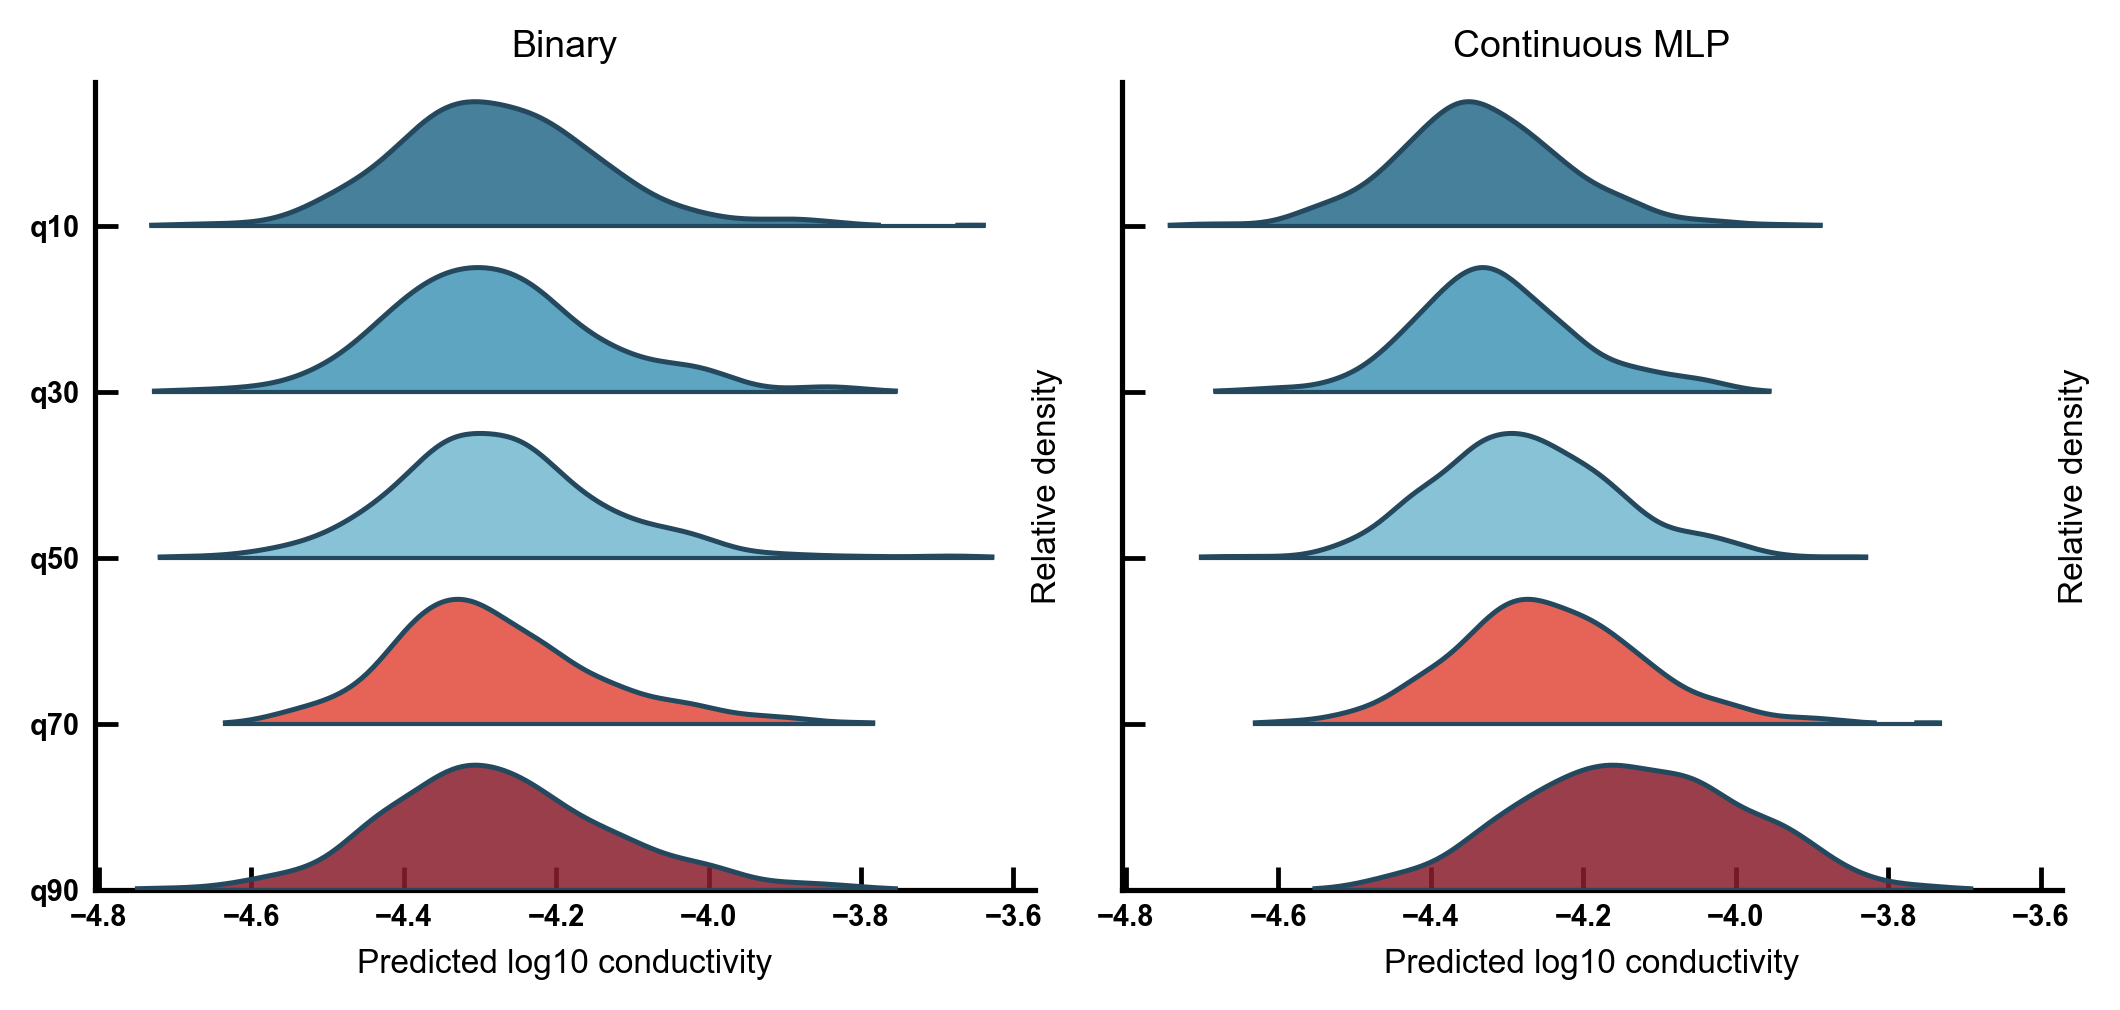 Binary
q10
q30
q50
q70
q90
−4.8 −4.6 −4.4 −4.2 −4.0 −3.8 −3.6
Predicted log10 conductivity
Relative density
Continuous MLP
−4.8 −4.6 −4.4 −4.2 −4.0 −3.8 −3.6
Predicted log10 conductivity
Relative density